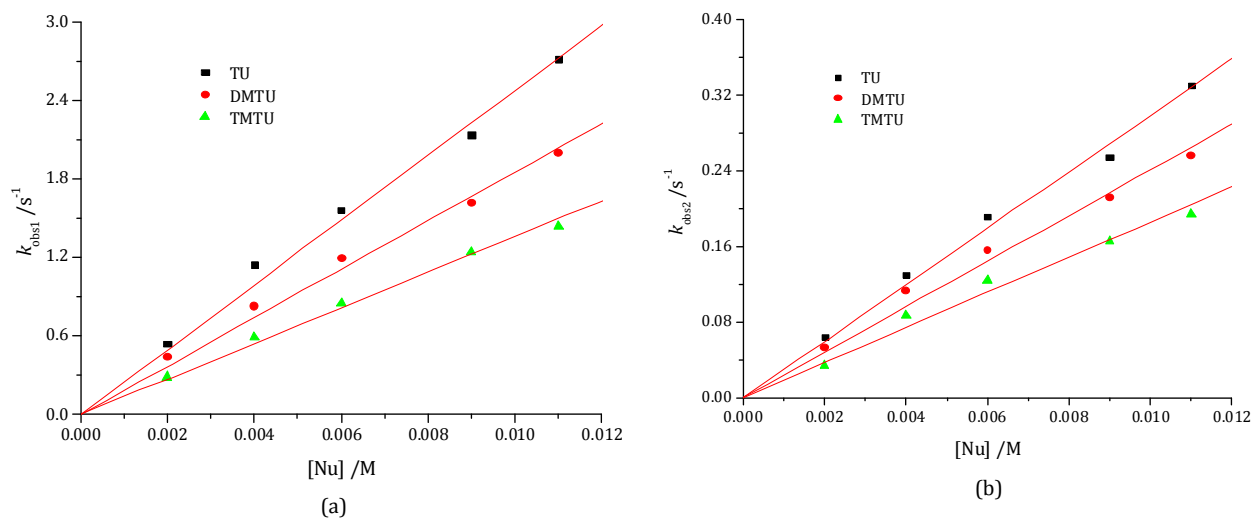 3.0
2.4
1.8
1.2
0.6
0.0
k obs1 /s-1
TU
DMTU
TMTU
0.000 0.002 0.004 0.006 0.008 0.010 0.012
[Nu] /M
(a)
0.40
0.32
0.24
0.16
0.08
0.00
k obs2 /s-1
TU
DMTU
TMTU
0.000 0.002 0.004 0.006 0.008 0.010 0.012
[Nu] /M
(b)